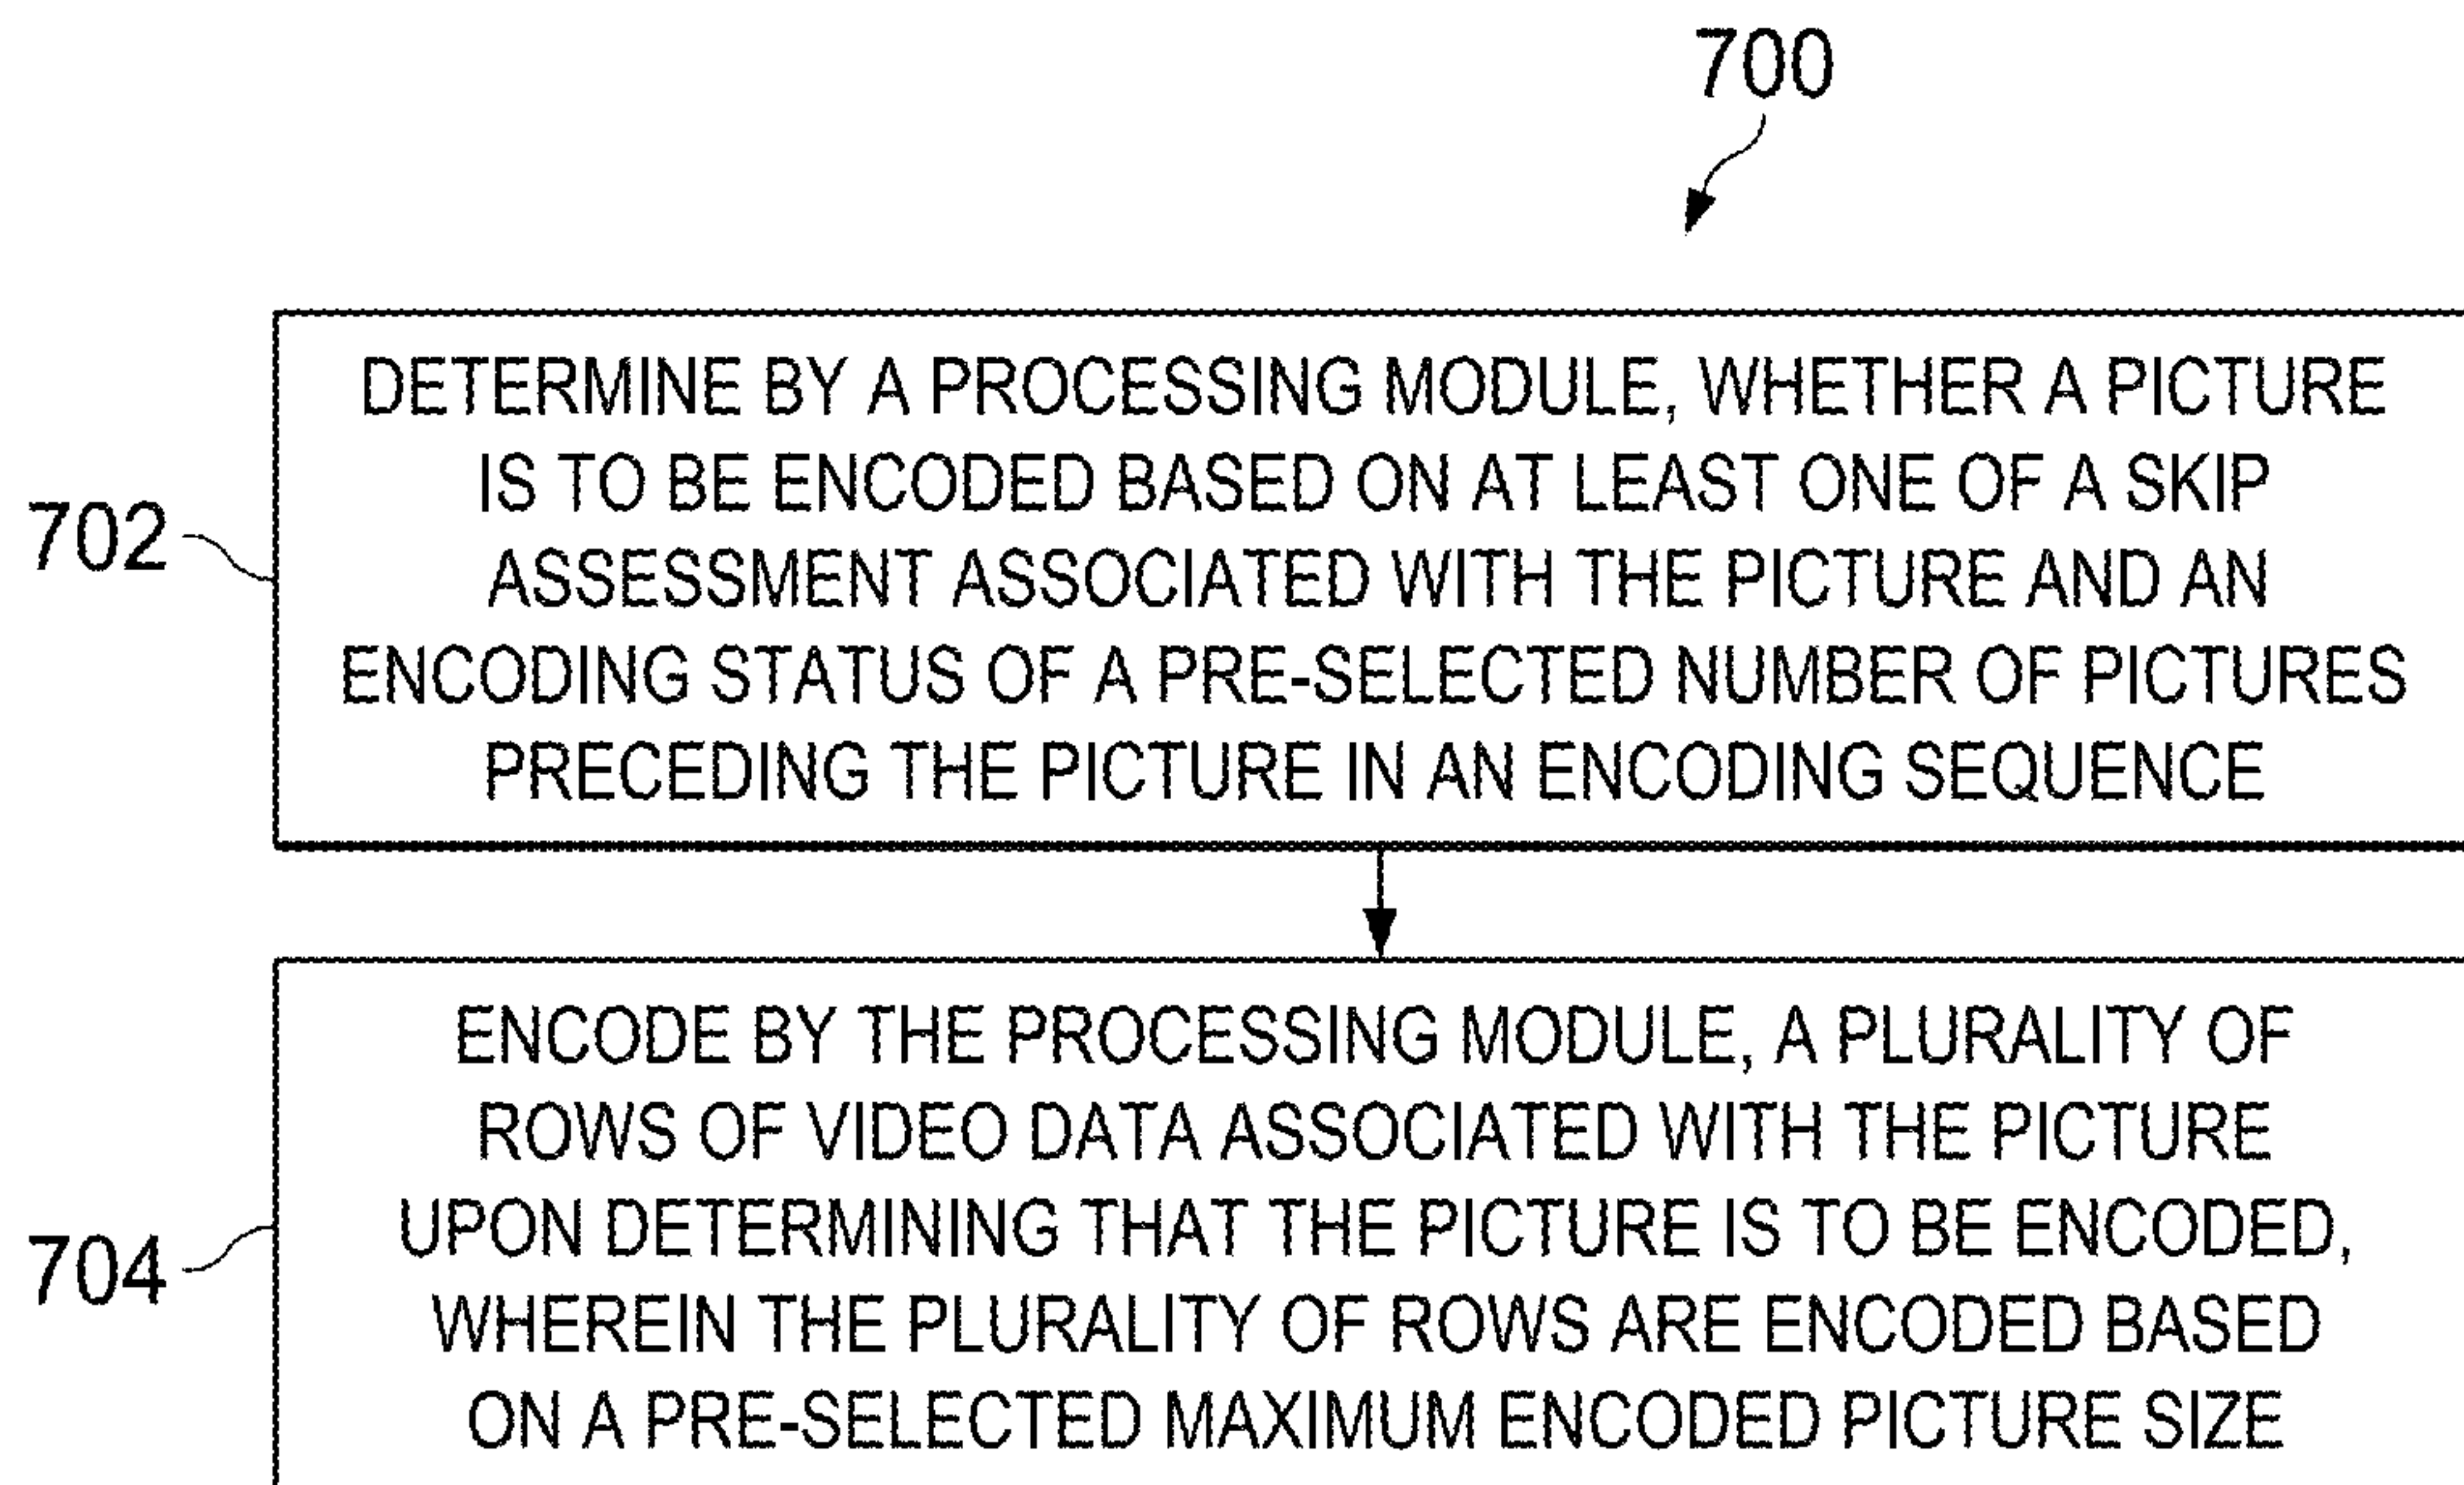 700
DETERMINE BY A PROCESSING MODULE, WHETHER A PICTURE
IS TO BE ENCODED BASED ON AT LEAST ONE OF A SKIP
702
ASSESSMENT ASSOCIATED WITH THE PICTURE AND AN
ENCODING STATUS OF A PRE-SELECTED NUMBER OF PICTURES
PRECEDING THE PICTURE IN AN ENCODING SEQUENCE
ENCODE BY THE PROCESSING MODULE, A PLURALITY OF
ROWS OF VIDEO DATA ASSOCIATED WITH THE PICTURE
UPON DETERMINING THAT THE PICTURE IS TO BE ENCODED,
704
WHEREIN THE PLURALITY OF ROWS ARE ENCODED BASED
ON A PRE-SELECTED MAXIMUM ENCODED PICTURE SIZE